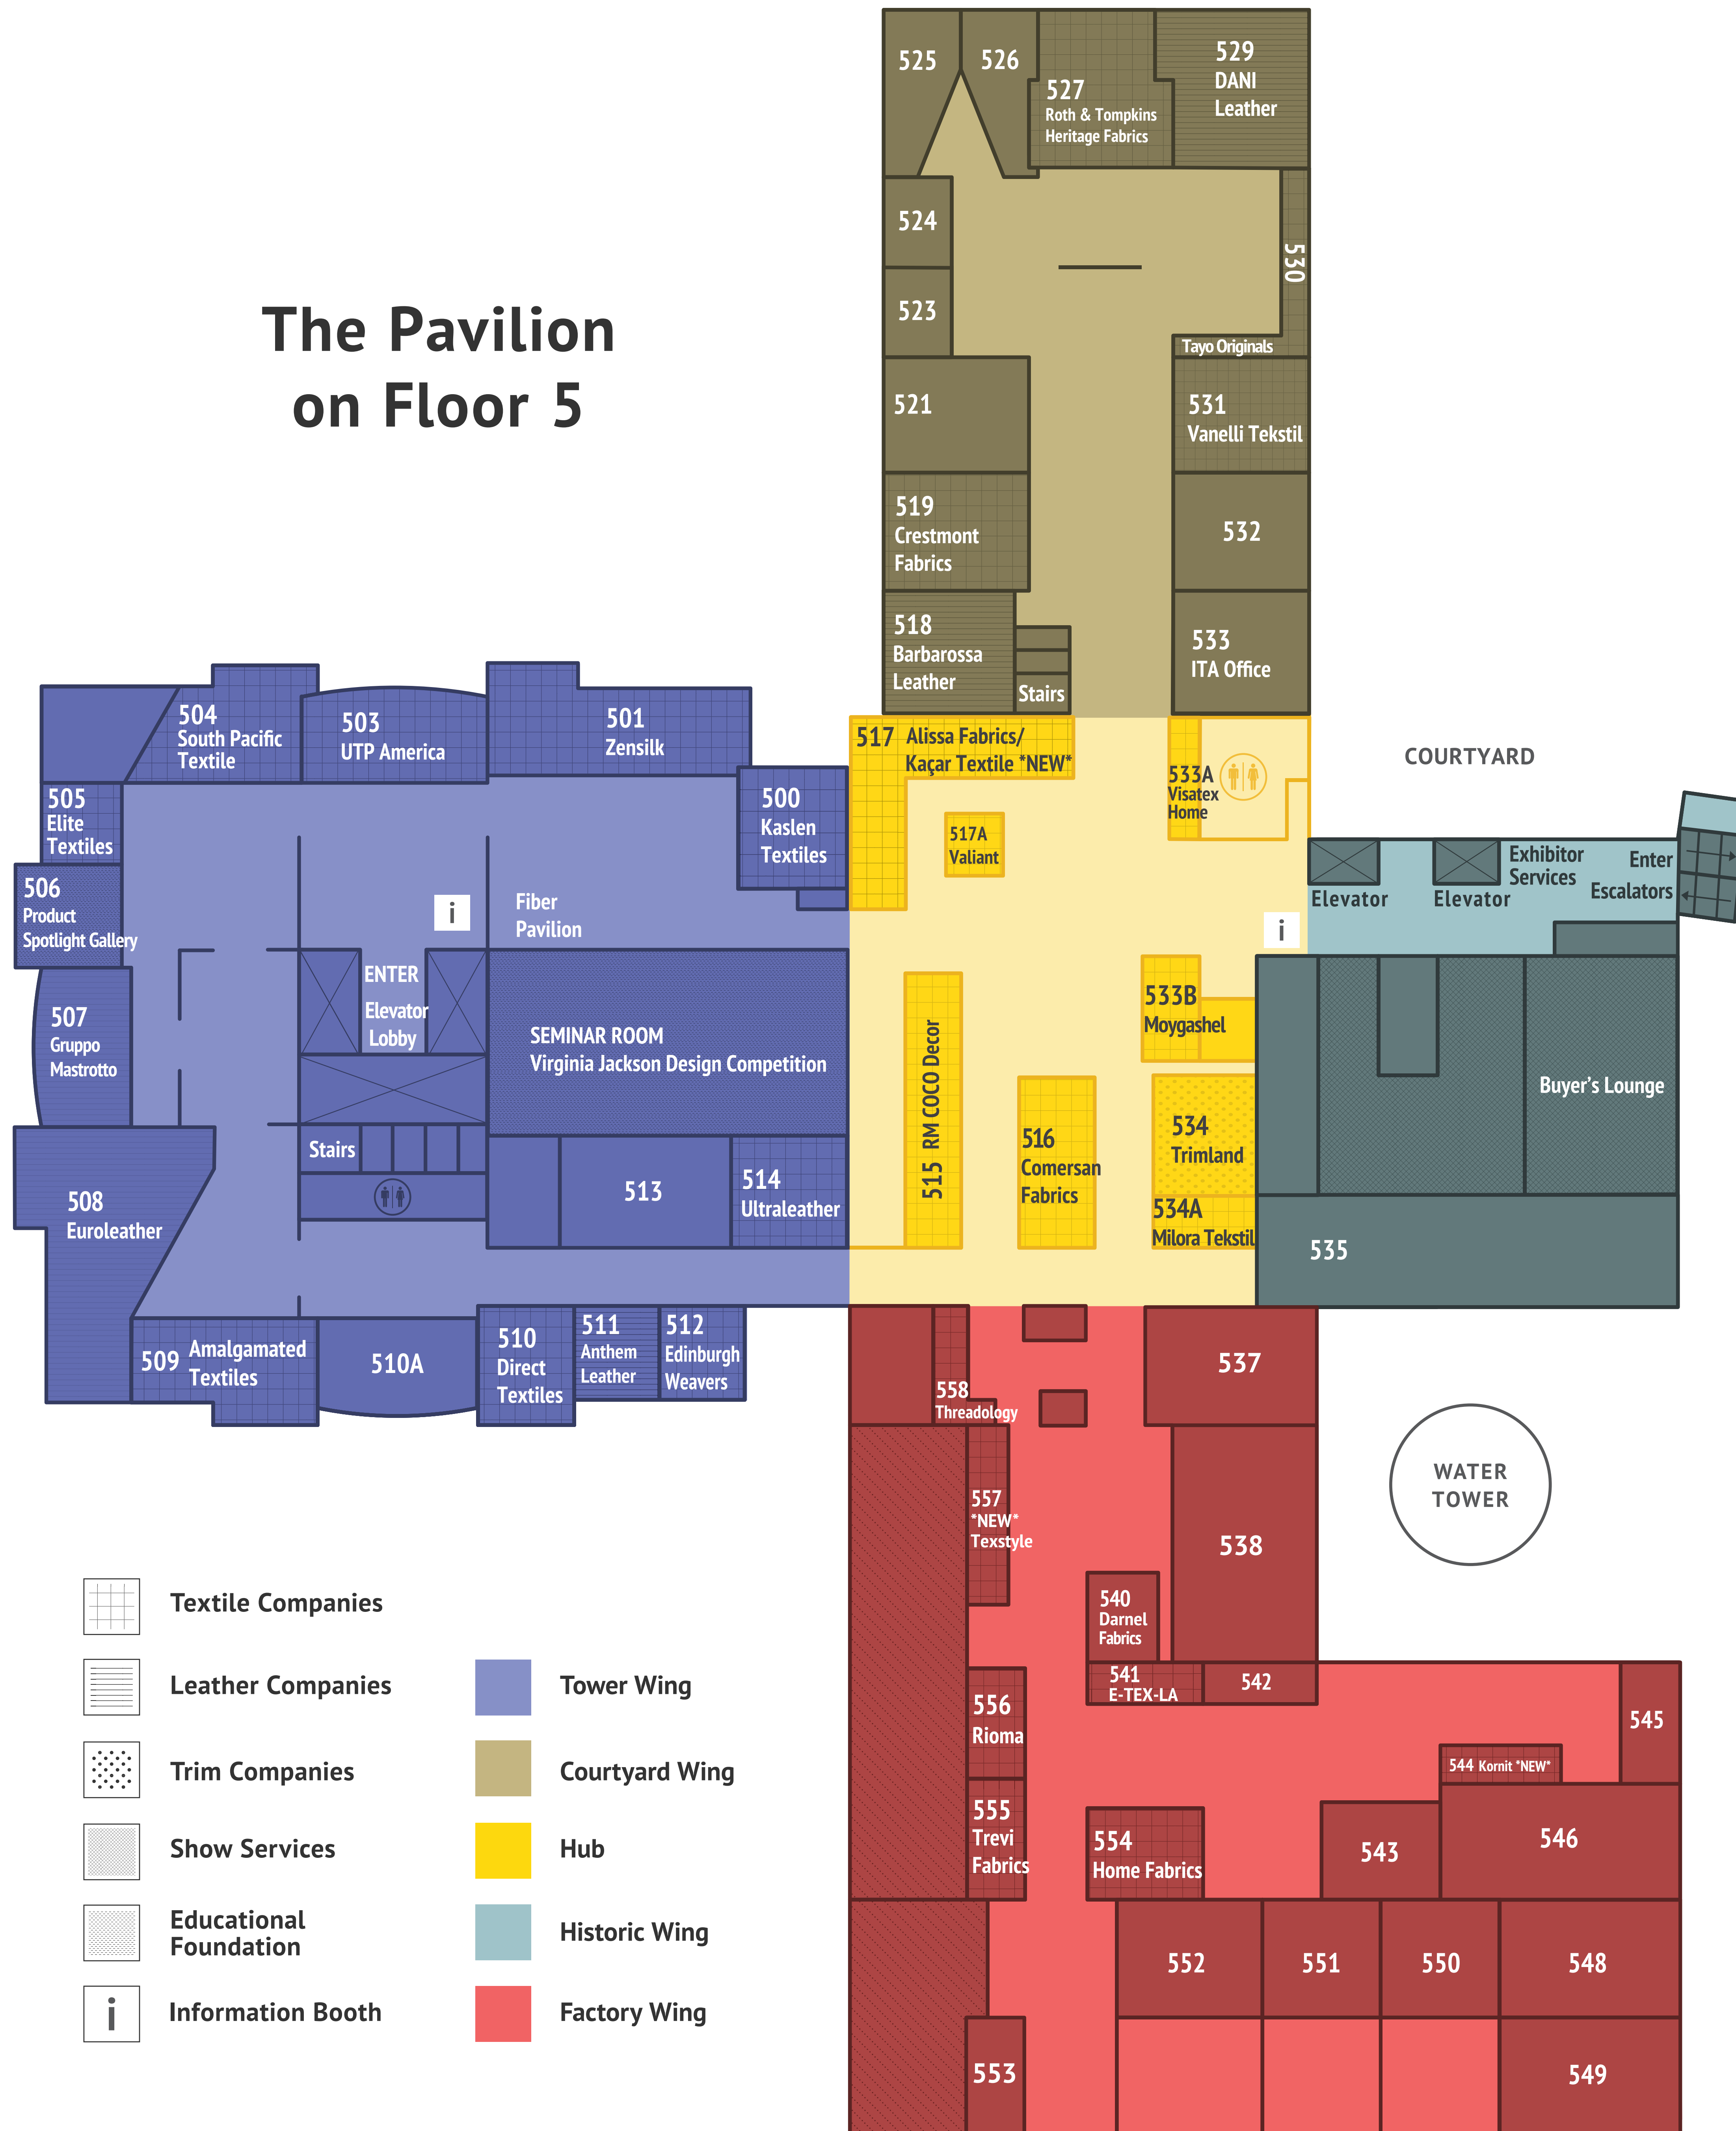 The Pavilion
on Floor 5
525
526
527
Roth & Tompkins
Heritage Fabrics
529
DANI
Leather
524
523
530
Tayo Originals
521
531
Vanelli Tekstil
519
Crestmont
Fabrics
532
518
Barbarossa
Leather
Stairs
533
ITA Office
504
South Pacific
Textile
503
UTP America
501
Zensilk
500
Kaslen
Textiles
505
Elite
Textiles
506
Product
Spotlight Gallery
507
Gruppo
Mastrotto
508
Euroleather
i
Fiber
Pavilion
ENTER
Elevator
Lobby
SEMINAR ROOM
Virginia Jackson Design Competition
Stairs
513
514
Ultraleather
509
Amalgamated
Textiles
510A
510
Direct
Textiles
511
Anthem
Leather
512
Edinburgh
Weavers
517
Alissa Fabrics/
Kaçar Textile *NEW*
517A
Valiant
533A
Visatex
Home
i
515 RM COCO Decor
516
Comersan
Fabrics
533B
Moygashel
534
Trimland
534A
Milora Tekstil
COURTYARD
Elevator
Elevator
Exhibitor
Services
Enter
Escalators
Buyer's Lounge
535
WATER
TOWER
537
558
Threadology
557
*NEW*
Texstyle
538
540
Darnel
Fabrics
541
E-TEX-LA
542
556
Rioma
545
544 Kornit *NEW*
555
Trevi
Fabrics
554
Home Fabrics
543
546
552
551
550
548
553
549
Textile Companies
Leather Companies
Trim Companies
Show Services
Educational
Foundation
i
Information Booth
Tower Wing
Courtyard Wing
Hub
Historic Wing
Factory Wing